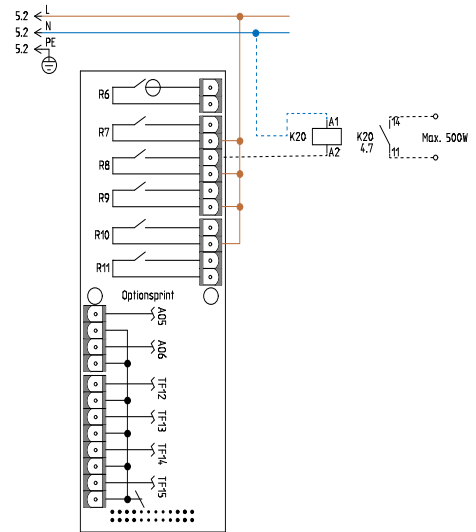 5.2 L
5.2 N
5.2 PE
R6
R7
A1
14
K20
K20
Max. 500W
4.7
A2
11
R8
R9
R10
R11
Optionsprint
A05
A06
TF12
TF13
TF14
TF15